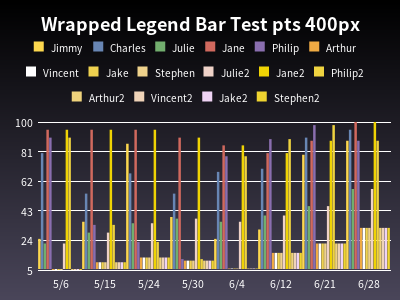 Wrapped Legend Bar Test pts 400px
Jimmy Charles Julie Jane Philip Arthur
Vincent Jake Stephen Julie2 Jane2 Philip2
Arthur2 Vincent2 Jake2 Stephen2
100
81
62
43
24
5
5/6 5/15 5/24 5/30 6/4 6/12 6/21 6/28